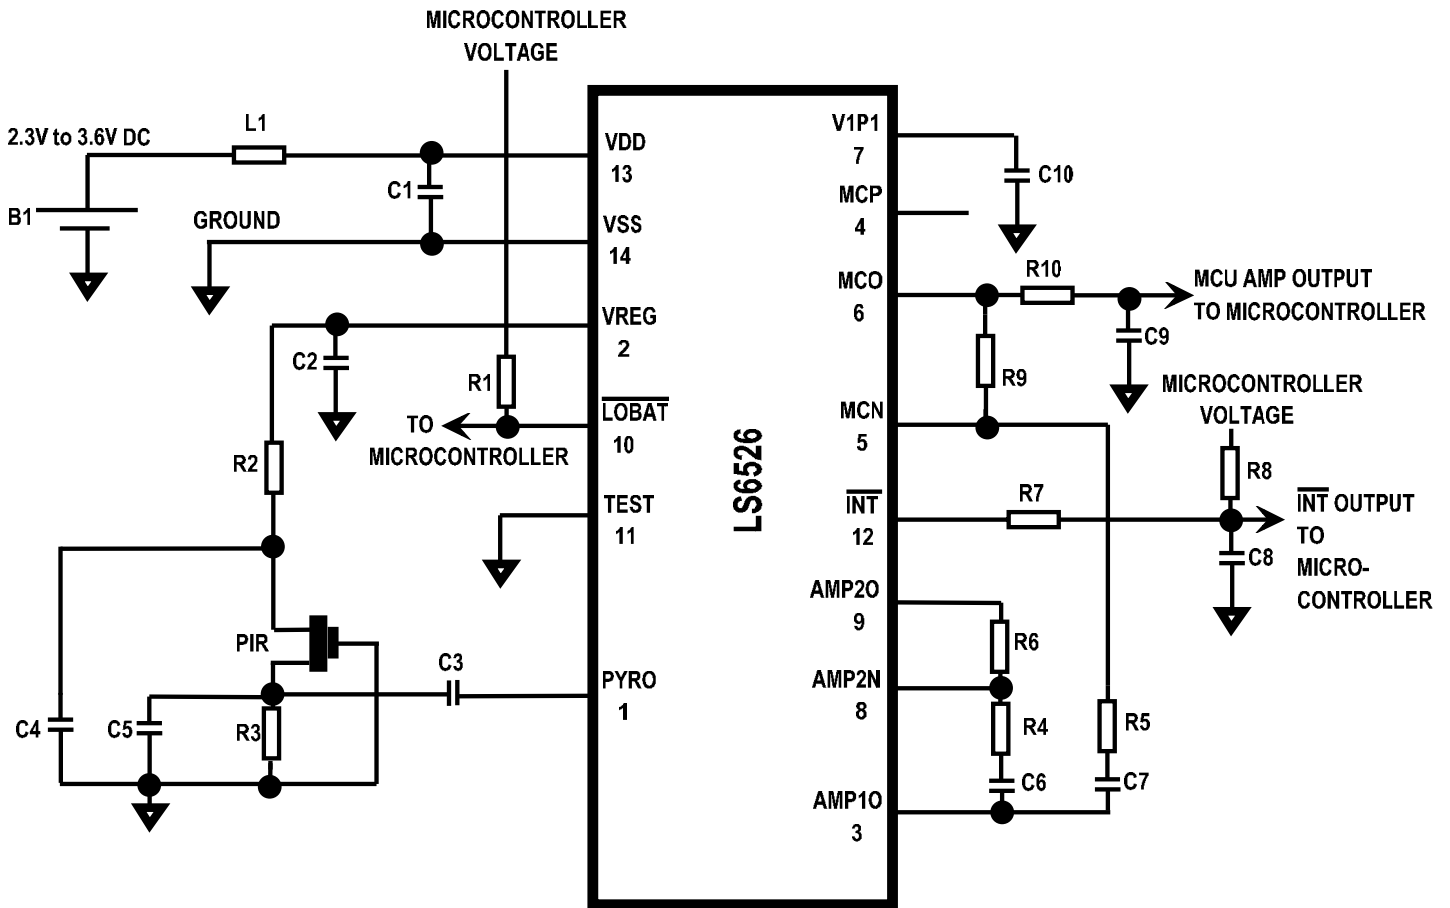 MICROCONTROLLER
VOLTAGE
2.3V to 3.6V DC
L1
VDD
13
V1P1
7
C1
C10
B1
GROUND
VSS
14
MCP
4
VREG
2
C2
R1
MCO
6
R10
MCU AMP OUTPUT
TO MICROCONTROLLER
C9
R9
MICROCONTROLLER
VOLTAGE
LOBAT
10
TO
MICROCONTROLLER
MCN
5
R2
LS6526
R8
TEST
11
INT
12
R7
INT OUTPUT
TO
MICRO-
CONTROLLER
C8
AMP2O
9
R6
PIR
C3
PYRO
1
AMP2N
8
C4
C5
R3
R4
R5
C6
C7
AMP1O
3